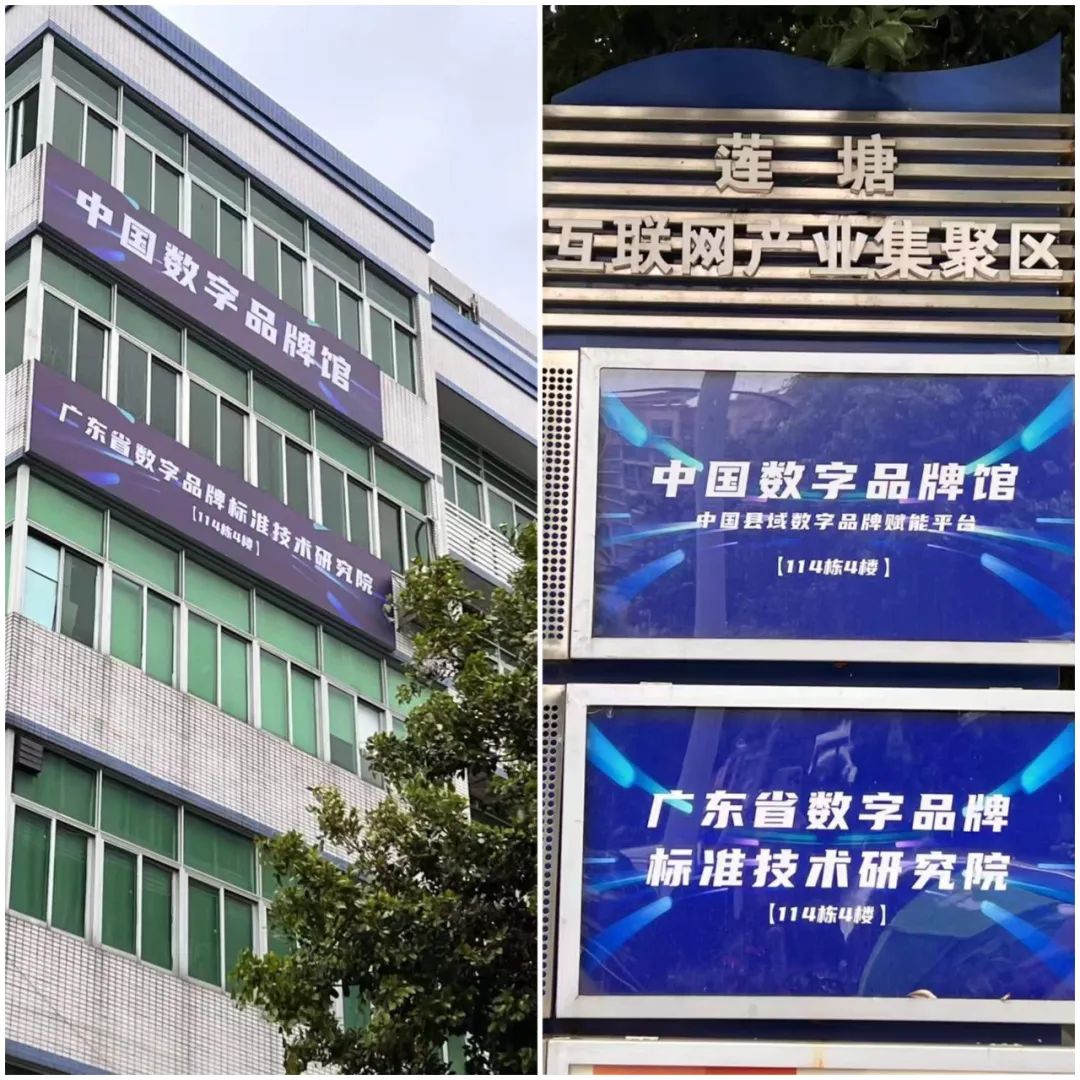 中国数字品牌馆
广东省数字品牌标准技术研究院
【114栋4楼】
莲塘
互联网产业集聚区
中国数字品牌馆
中国县域数字品牌赋能平台
【114栋4楼】
广东省数字品牌
标准技术研究院
【114栋4楼】